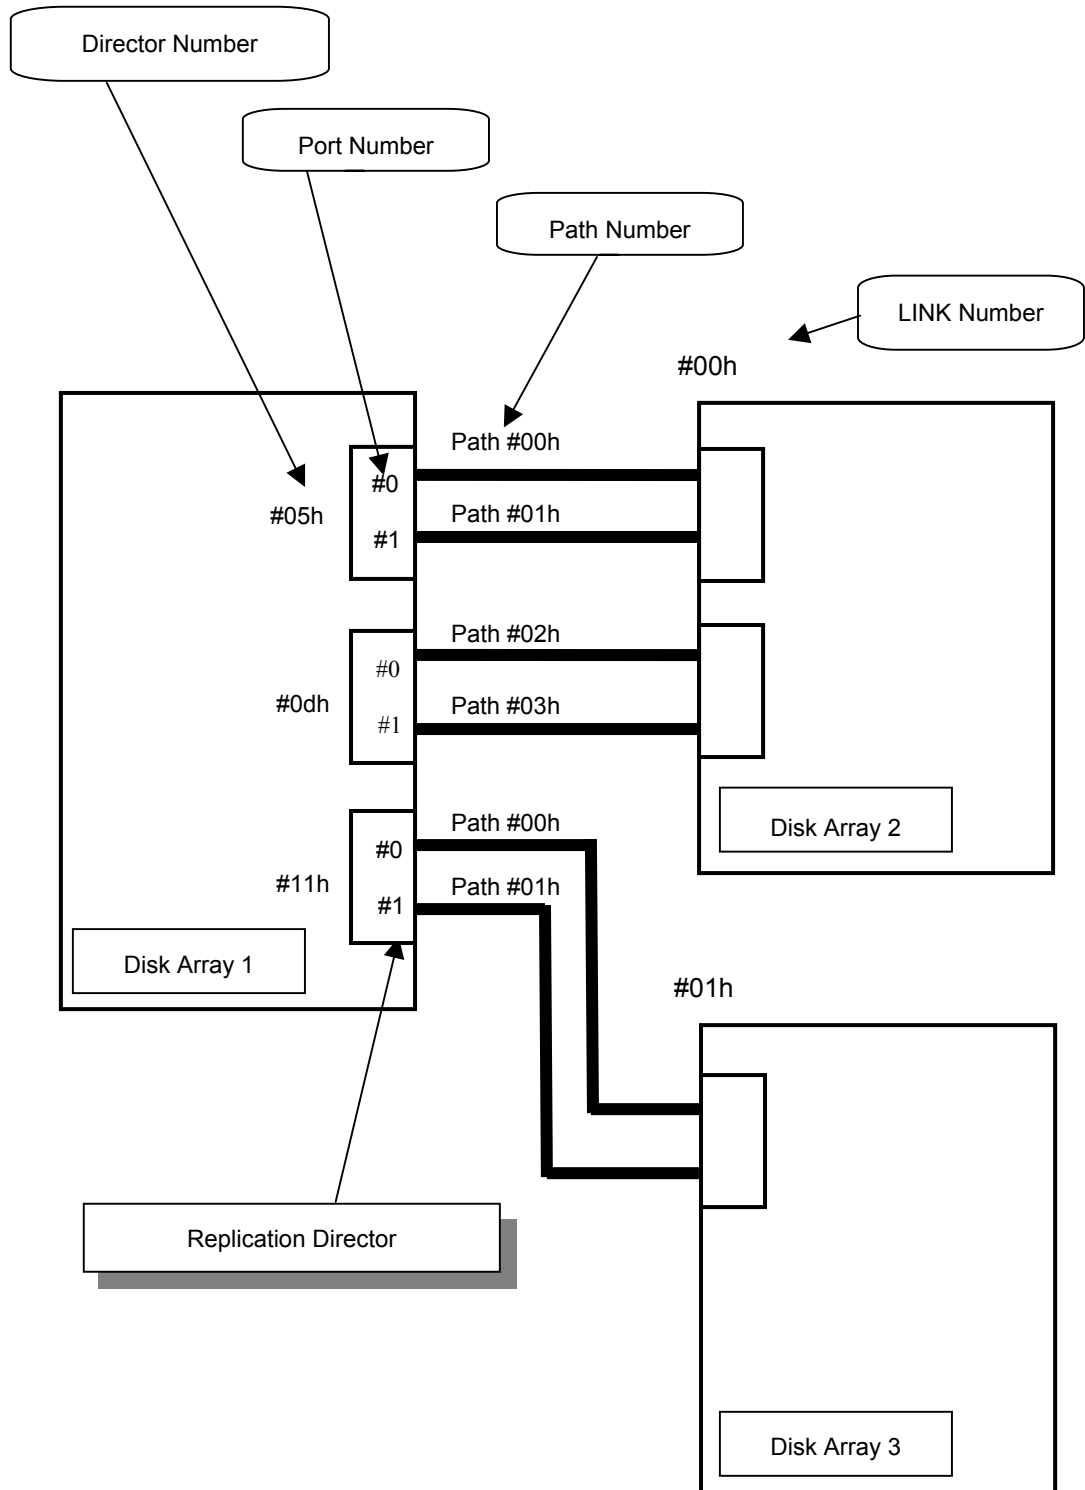 Director Number
Port Number
Path Number
LINK Number
#00h
Path #00h
#0
#05h
Path #01h
#1
Path #02h
#0
#0dh
Path #03h
#1
Disk Array 2
Path #00h
#0
#11h
Path #01h
#1
Disk Array 1
#01h
Replication Director
Disk Array 3